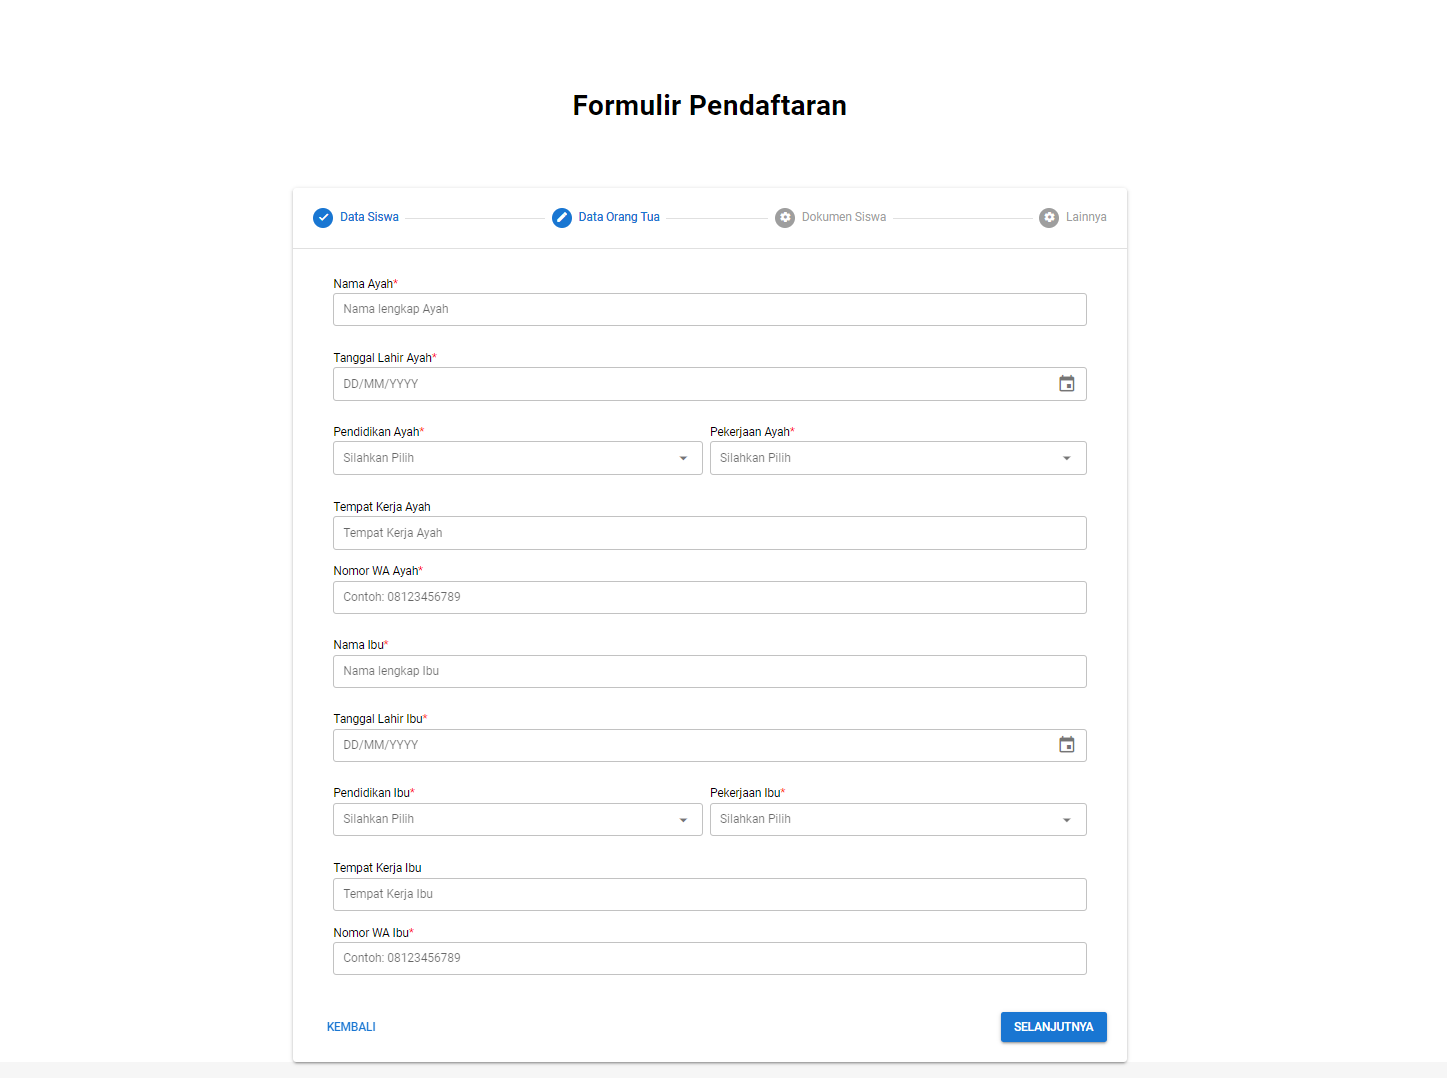 Formulir Pendaftaran
Data Siswa
Data Orang Tua
Dokumen Siswa
Lainnya
Nama Ayah*
Nama lengkap Ayah
Tanggal Lahir Ayah*
DD/MM/YYYY
Pendidikan Ayah*
Pekerjaan Ayah*
Silahkan Pilih
Silahkan Pilih
Tempat Kerja Ayah
Tempat Kerja Ayah
Nomor WA Ayah*
Contoh: 08123456789
Nama Ibu*
Nama lengkap Ibu
Tanggal Lahir Ibu*
DD/MM/YYYY
Pendidikan Ibu*
Pekerjaan Ibu*
Silahkan Pilih
Silahkan Pilih
Tempat Kerja Ibu
Tempat Kerja Ibu
Nomor WA Ibu*
Contoh: 08123456789
KEMBALI
SELANJUTNYA